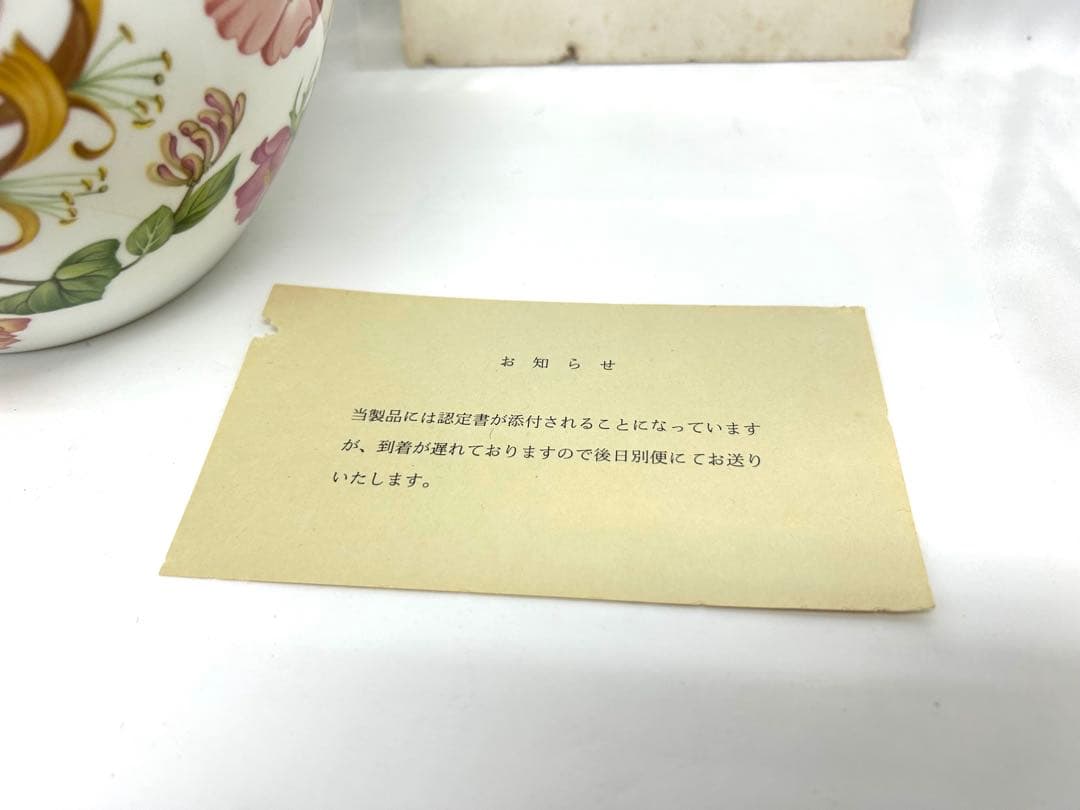 お知らせ
当製品には認定書が添付されることになっています
が、到着が遅れておりますので後日別便にてお送り
いたします。